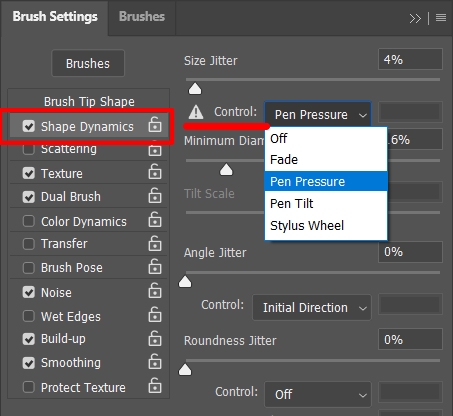 Brush Settings Brushes
Brushes
Brush Tip Shape
Shape Dynamics
Scattering
Texture
Dual Brush
Color Dynamics
Transfer
Brush Pose
Noise
Wet Edges
Build-up
Smoothing
Protect Texture
Size Jitter 4%
Control: Pen Pressure
Off
Fade
Pen Pressure
Pen Tilt
Stylus Wheel
Minimum Diam 6%
Tilt Scale
Angle Jitter 0%
Control: Initial Direction
Roundness Jitter 0%
Control: Off